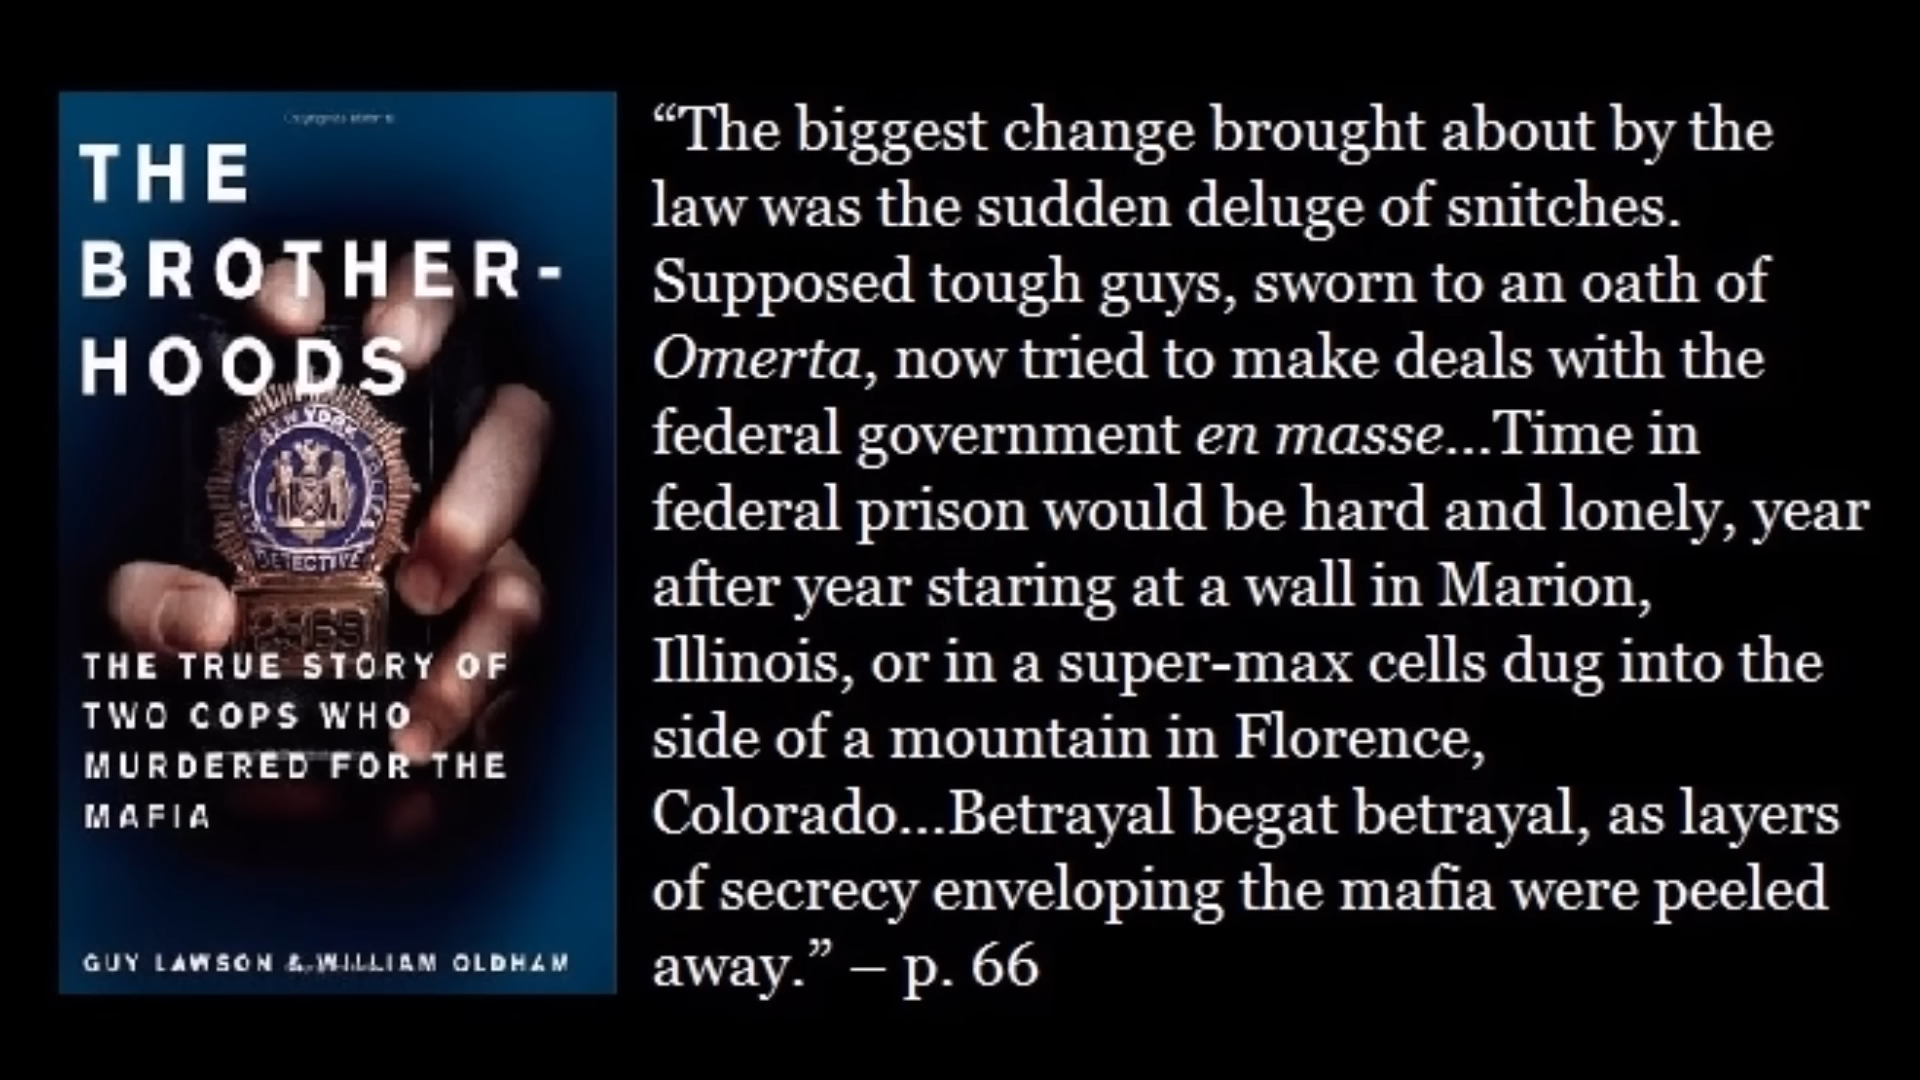 THE
BROTHER-
HOODS
NEW YORK
DETECTIVE
THE TRUE STORY OF
TWO COPS WHO
MURDERED FOR THE
MAFIA
GUY LAWSON & WILLIAM OLDHAM
“The biggest change brought about by the
law was the sudden deluge of snitches.
Supposed tough guys, sworn to an oath of
Omerta, now tried to make deals with the
federal government en masse...Time in
federal prison would be hard and lonely, year
after year staring at a wall in Marion,
Illinois, or in a super-max cells dug into the
side of a mountain in Florence,
Colorado...Betrayal begat betrayal, as layers
of secrecy enveloping the mafia were peeled
away.” – p. 66